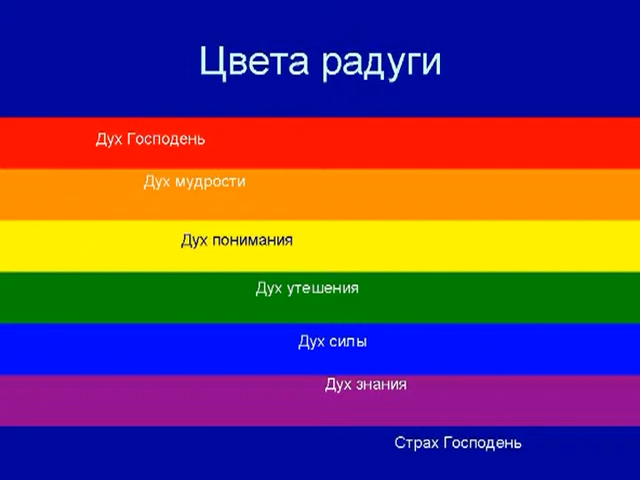 Цвета радуги
Дух Господень
Дух мудрости
Дух понимания
Дух утешения
Дух силы
Дух знания
Страх Господень